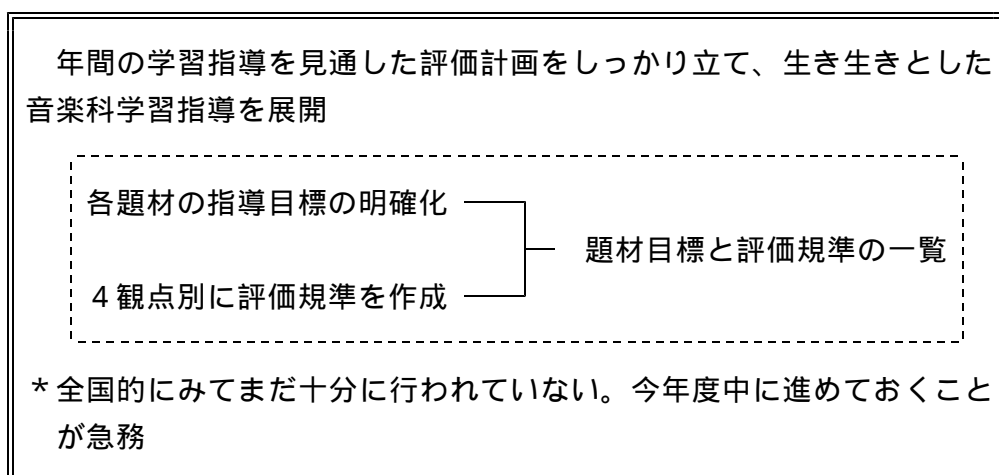 年間の学習指導を見通した評価計画をしっかり立て、生き生きとした
音楽科学習指導を展開
各題材の指導目標の明確化
題材目標と評価規準の一覧
４観点別に評価規準を作成
＊全国的にみてまだ十分に行われていない。今年度中に進めておくこと
が急務